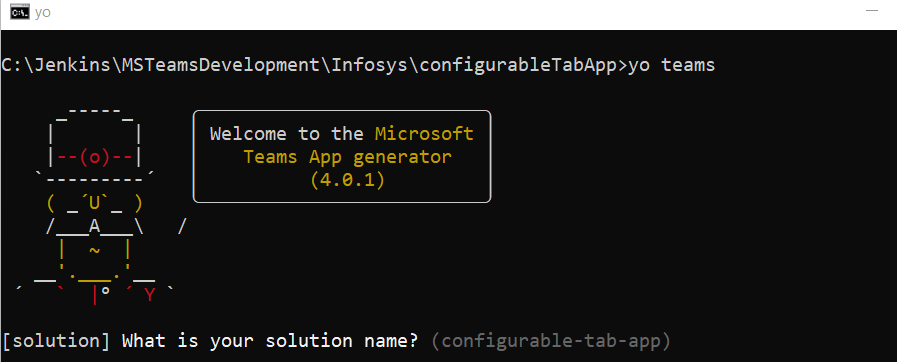 yo
C:\Jenkins\MSTeamsDevelopment\Infosys\configurableTabApp>yo teams
Welcome to the Microsoft
Teams App generator
(4.0.1)
[solution] What is your solution name? (configurable-tab-app)